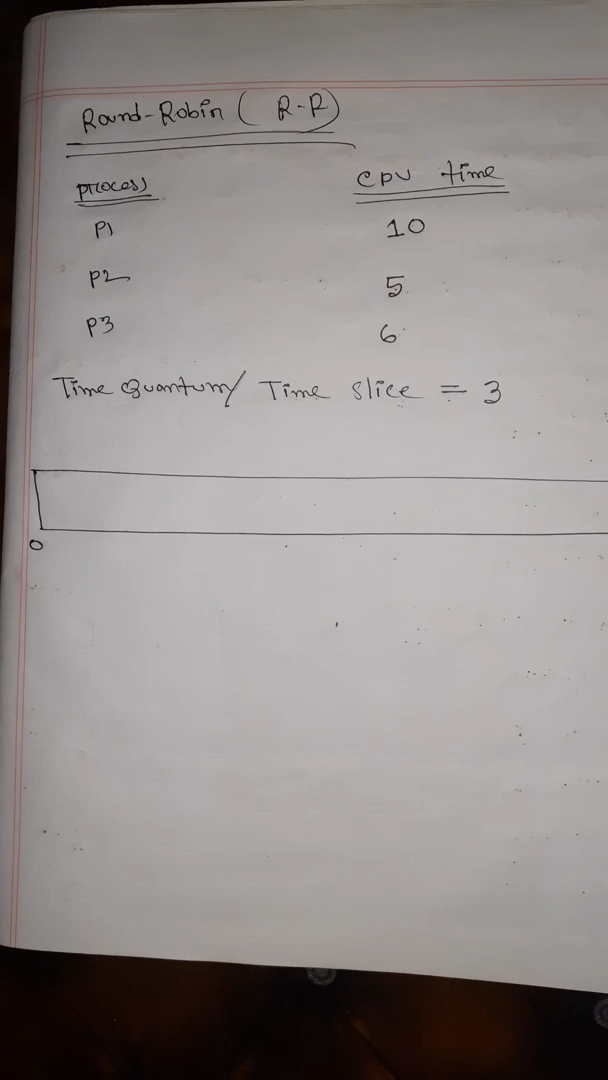 Round-Robin ( R-R)
process CPU time
P1 10
P2 5
P3 6
Time Quantum/ Time slice = 3
0